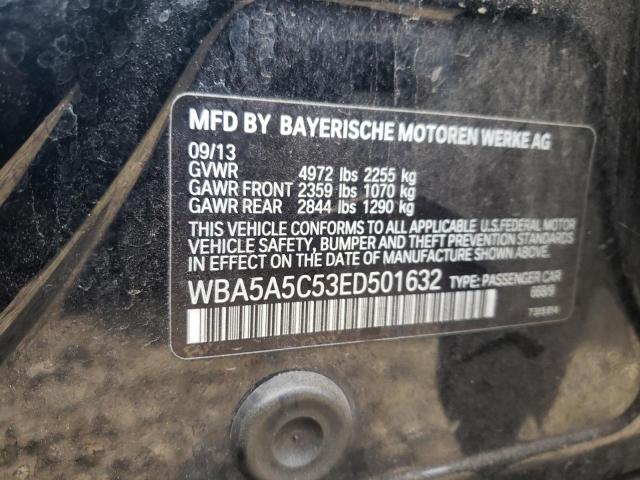 MFD BY BAYERISCHE MOTOREN WERKE AG
09/13
GVWR 4972 lbs 2255 kg
GAWR FRONT 2359 lbs 1070 kg
GAWR REAR 2844 lbs 1290 kg
THIS VEHICLE CONFORMS TO ALL APPLICABLE U.S. FEDERAL MOTOR
VEHICLE SAFETY, BUMPER AND THEFT PREVENTION STANDARDS
IN EFFECT ON THE DATE OF MANUFACTURE SHOWN ABOVE.
WBA5A5C53ED501632 TYPE: PASSENGER CAR
668/9